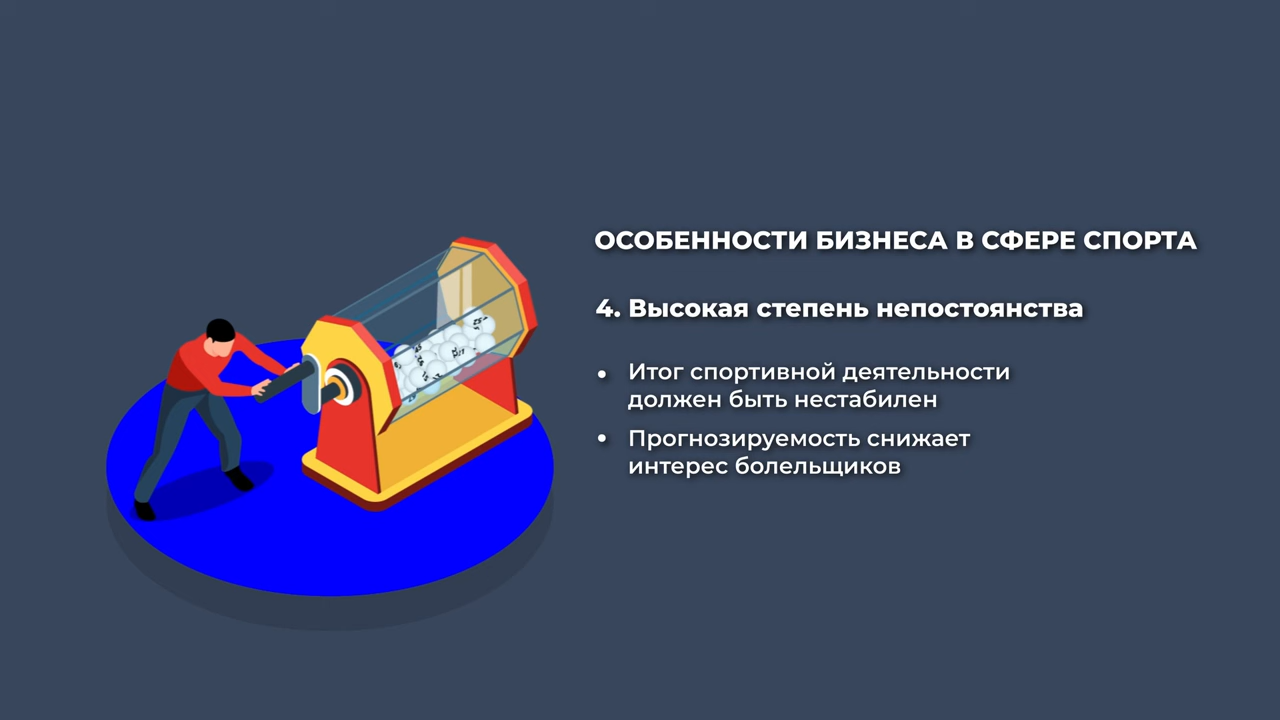 ОСОБЕННОСТИ БИЗНЕСА В СФЕРЕ СПОРТА
4. Высокая степень непостоянства
• Итог спортивной деятельности
должен быть нестабилен
• Прогнозируемость снижает
интерес болельщиков